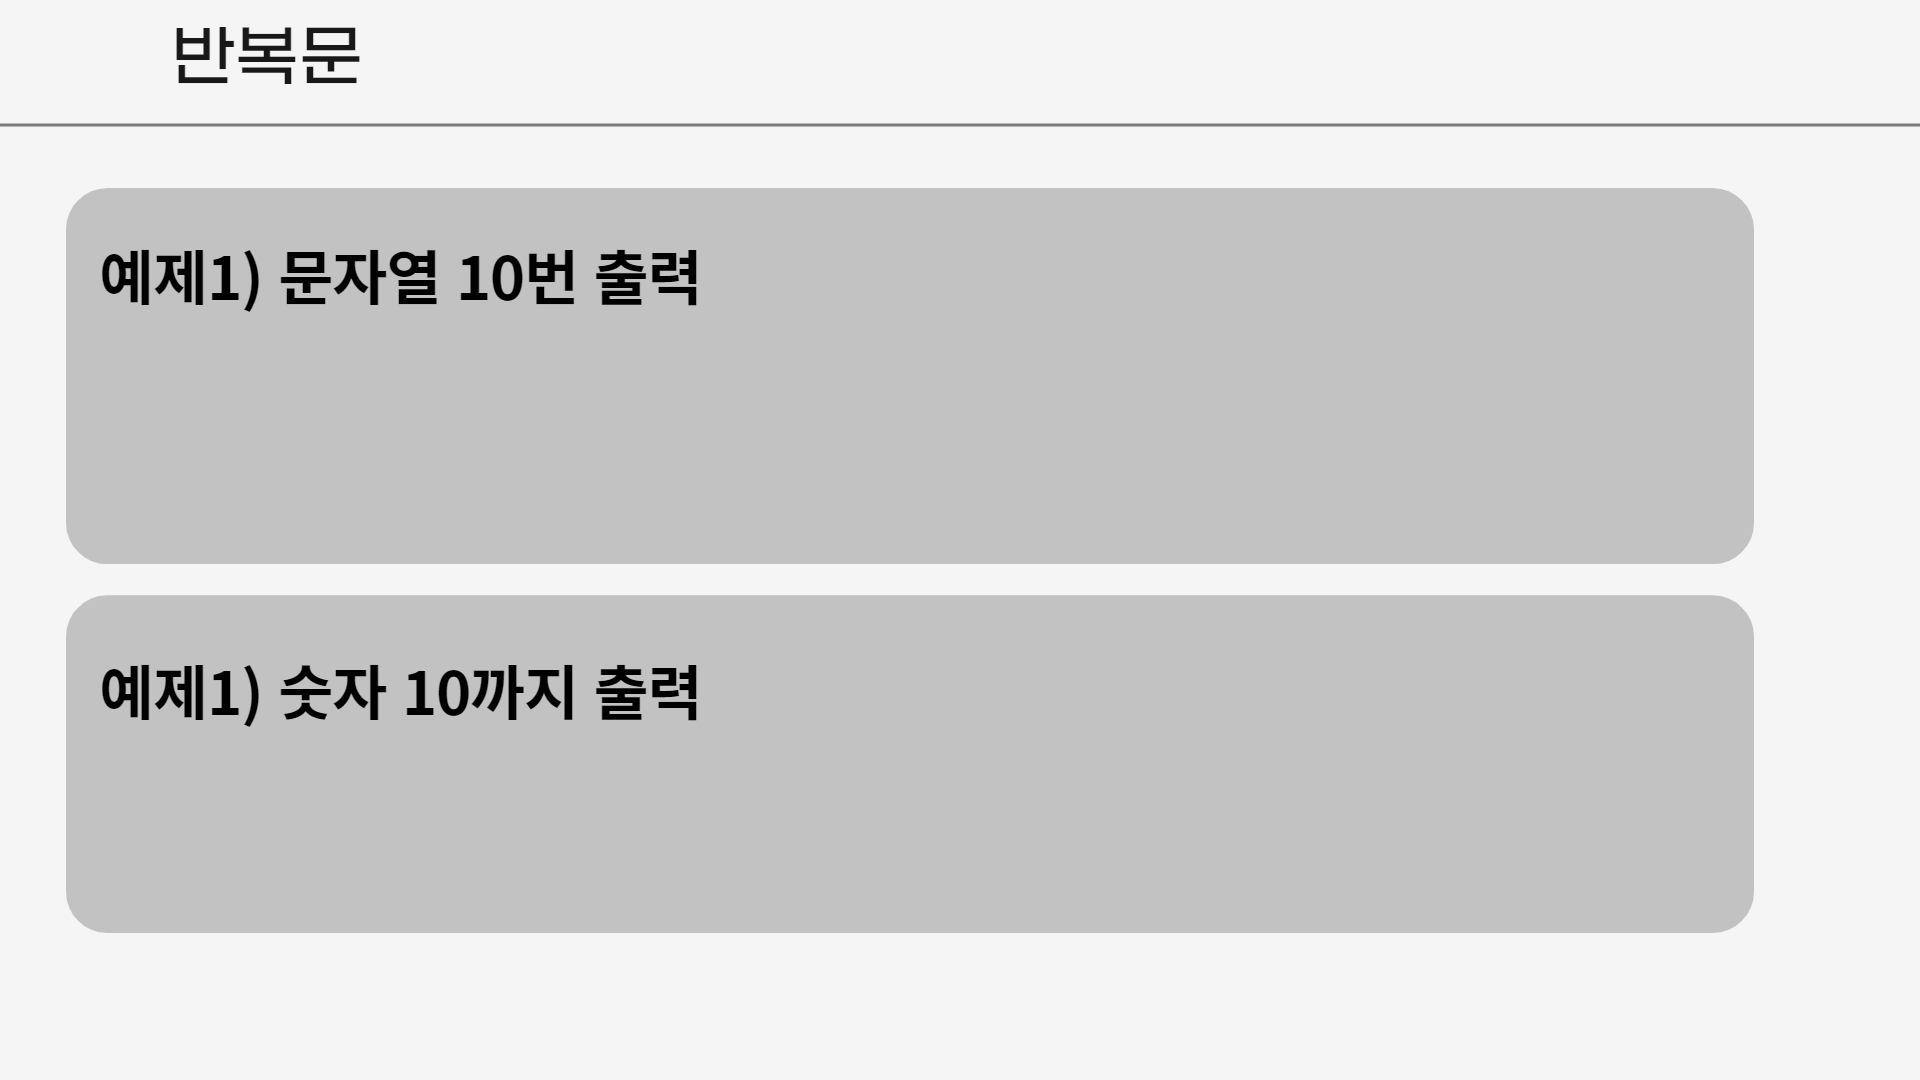 반복문
예제1) 문자열 10번 출력
예제1) 숫자 10까지 출력